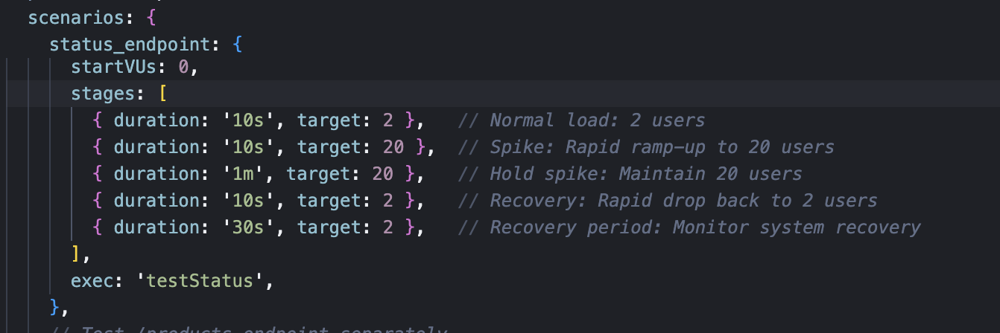 scenarios: {
status_endpoint: {
startVUs: 0,
stages: [
{ duration: '10s', target: 2 },   // Normal load: 2 users
{ duration: '10s', target: 20 },  // Spike: Rapid ramp-up to 20 users
{ duration: '1m', target: 20 },   // Hold spike: Maintain 20 users
{ duration: '10s', target: 2 },   // Recovery: Rapid drop back to 2 users
{ duration: '30s', target: 2 },   // Recovery period: Monitor system recovery
],
exec: 'testStatus',
},
// Test /products endpoint separately